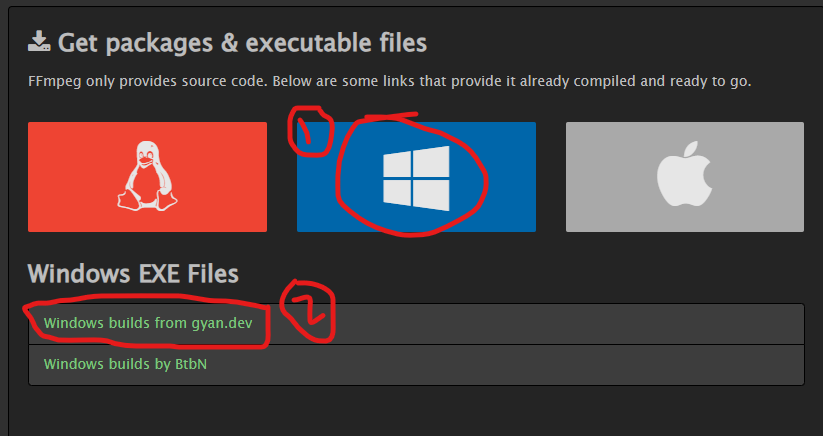 Get packages & executable files
FFmpeg only provides source code. Below are some links that provide it already compiled and ready to go.
1
Windows EXE Files
Windows builds from gyan.dev
2
Windows builds by BtbN